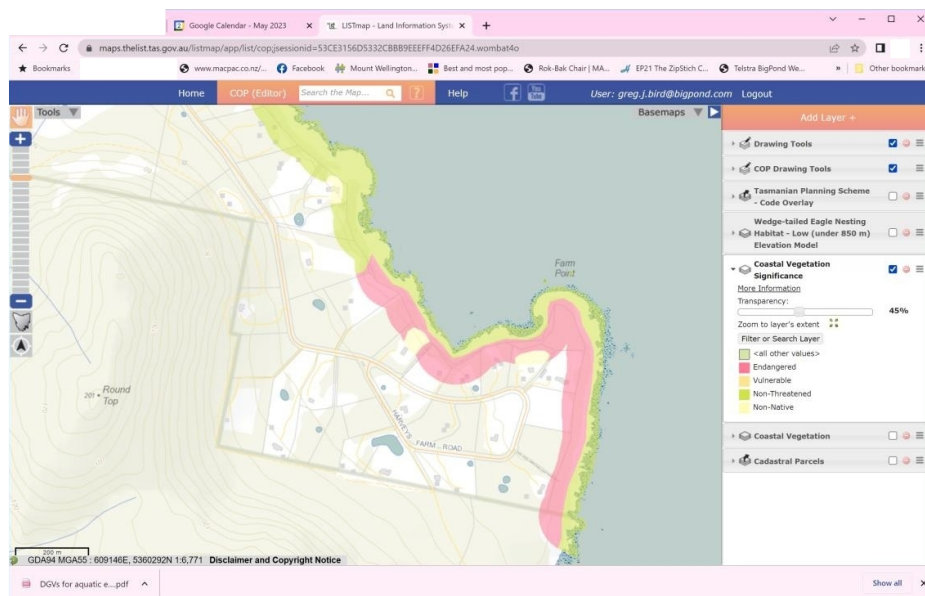 Google Calendar - May 2023
LISTmap - Land Information Syst
maps.thelist.tas.gov.au/listmap/app/list/cop;jsessionid=53CE3156D5332CBBB9EEEFF4D26EFA24.wombat4o
Bookmarks www.macpac.co.nz/... Facebook Mount Wellington... Best and most pop... Rok-Bak Chair | MA... EP21 The ZipStich C... Telstra BigPond We... » Other bookmark
Home COP (Editor) Search the Map... ? Help f You Tube User: greg.j.bird@bigpond.com Logout
Tools
Basemaps
Add Layer +
Drawing Tools
COP Drawing Tools
Tasmanian Planning Scheme
- Code Overlay
Wedge-tailed Eagle Nesting
Habitat - Low (under 850 m)
Elevation Model
Coastal Vegetation
Significance
More Information
Transparency:
45%
Zoom to layer's extent
Filter or Search Layer
<all other values>
Endangered
Vulnerable
Non-Threatened
Non-Native
Coastal Vegetation
Cadastral Parcels
Farm
Point
201 Round
Top
HARVEYS FARM ROAD
200 m
GDA94 MGA55 : 609146E, 5360292N 1:6,771 Disclaimer and Copyright Notice
DGVs for aquatic e....pdf
Show all